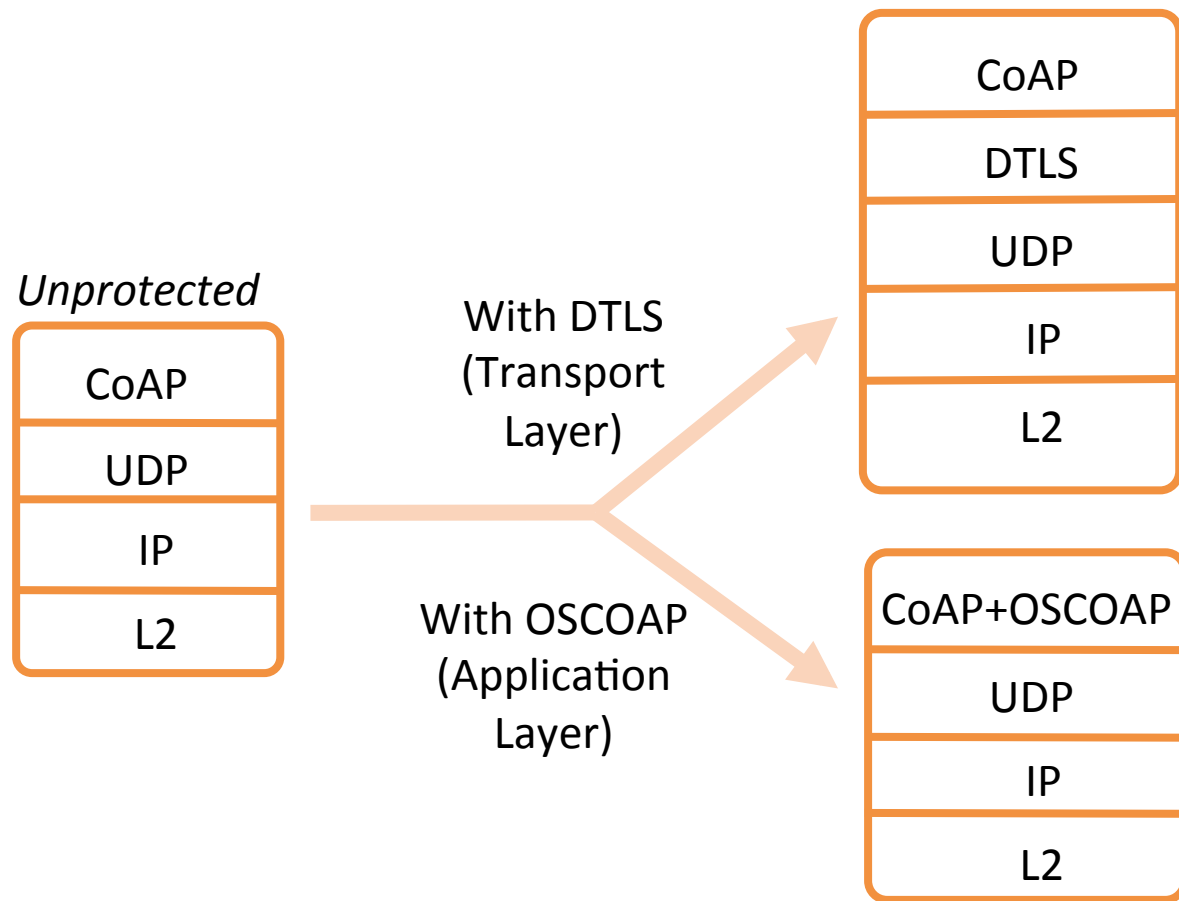 Unprotected
CoAP
UDP
IP
L2
With DTLS
(Transport
Layer)
With OSCOAP
(Application
Layer)
CoAP
DTLS
UDP
IP
L2
CoAP+OSCOAP
UDP
IP
L2